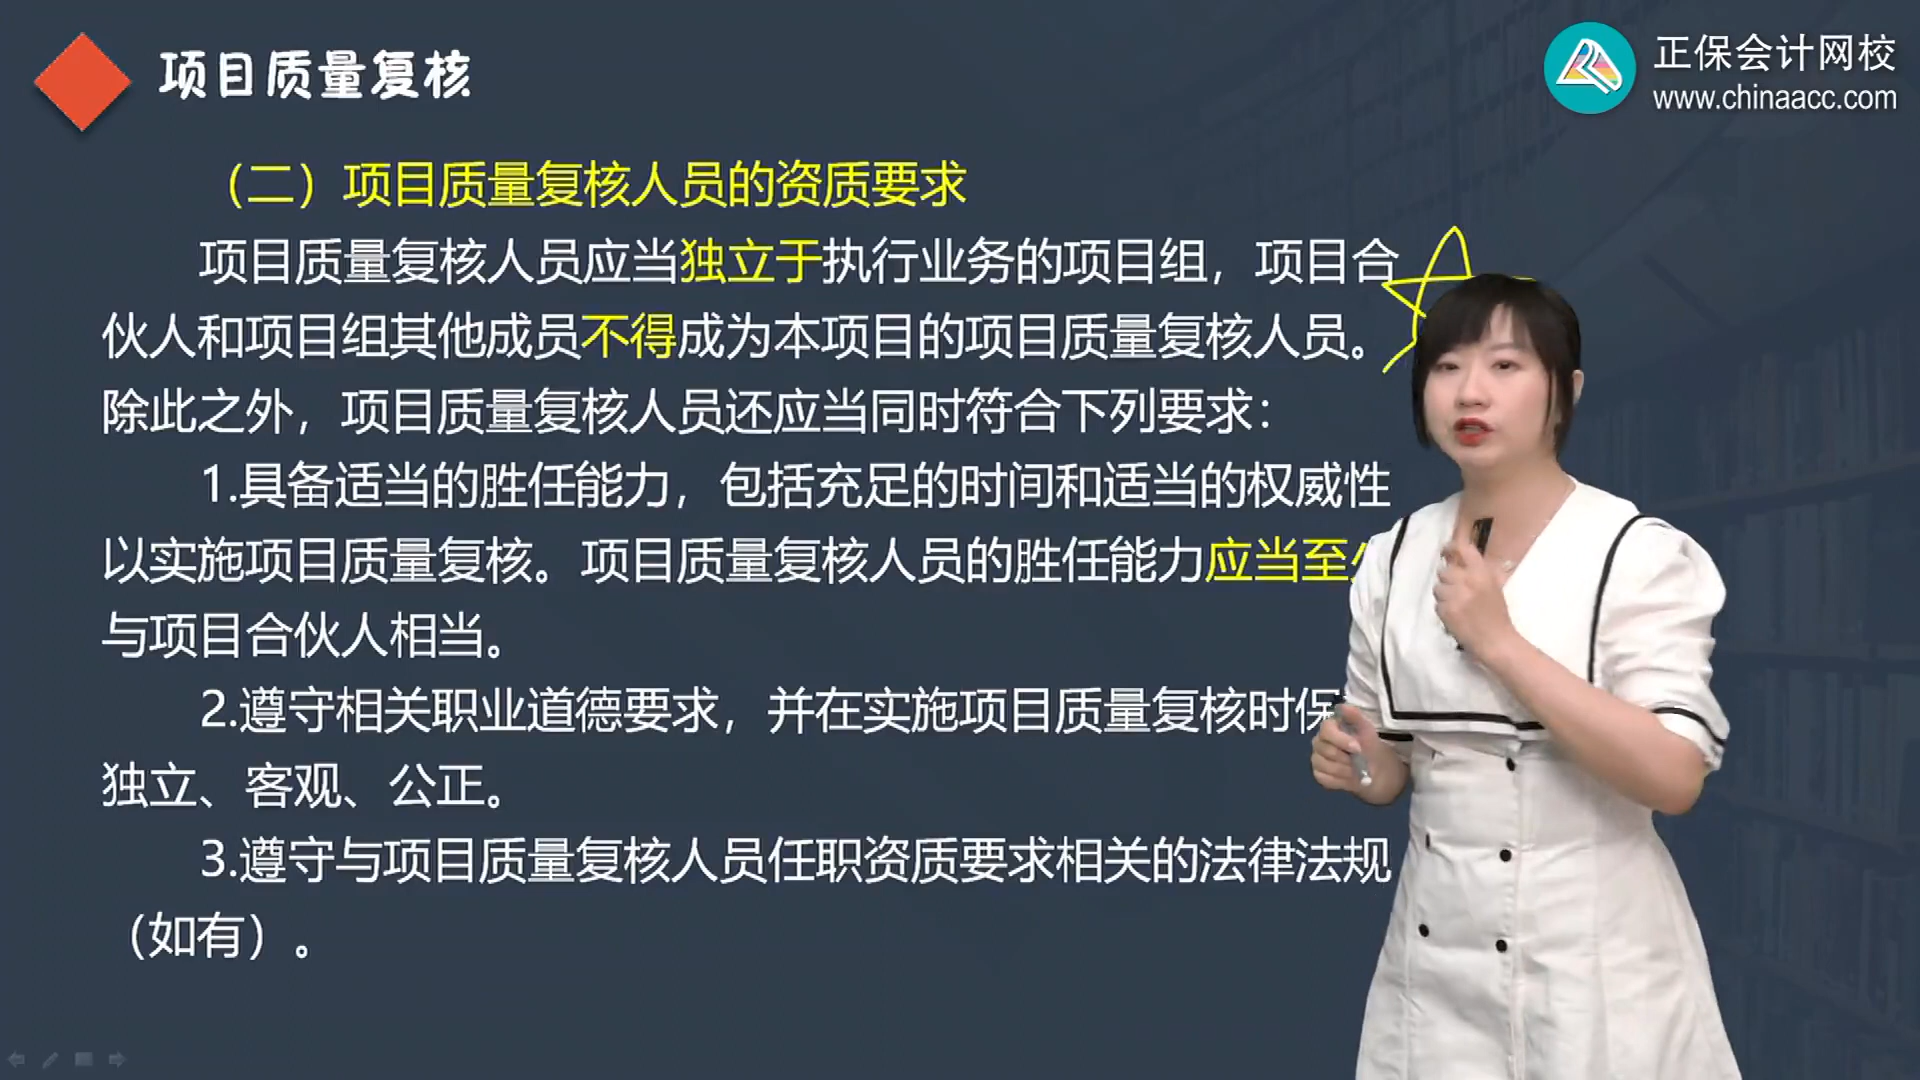 项目质量复核
正保会计网校
www.chinaacc.com
（二）项目质量复核人员的资质要求
项目质量复核人员应当独立于执行业务的项目组，项目合
伙人和项目组其他成员不得成为本项目的项目质量复核人员。
除此之外，项目质量复核人员还应当同时符合下列要求：
1.具备适当的胜任能力，包括充足的时间和适当的权威性
以实施项目质量复核。项目质量复核人员的胜任能力应当至少
与项目合伙人相当。
2.遵守相关职业道德要求，并在实施项目质量复核时保
独立、客观、公正。
3.遵守与项目质量复核人员任职资质要求相关的法律法规
（如有）。